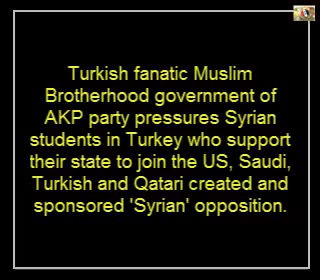 Turkish fanatic Muslim
Brotherhood government of
AKP party pressures Syrian
students in Turkey who support
their state to join the US, Saudi,
Turkish and Qatari created and
sponsored 'Syrian' opposition.